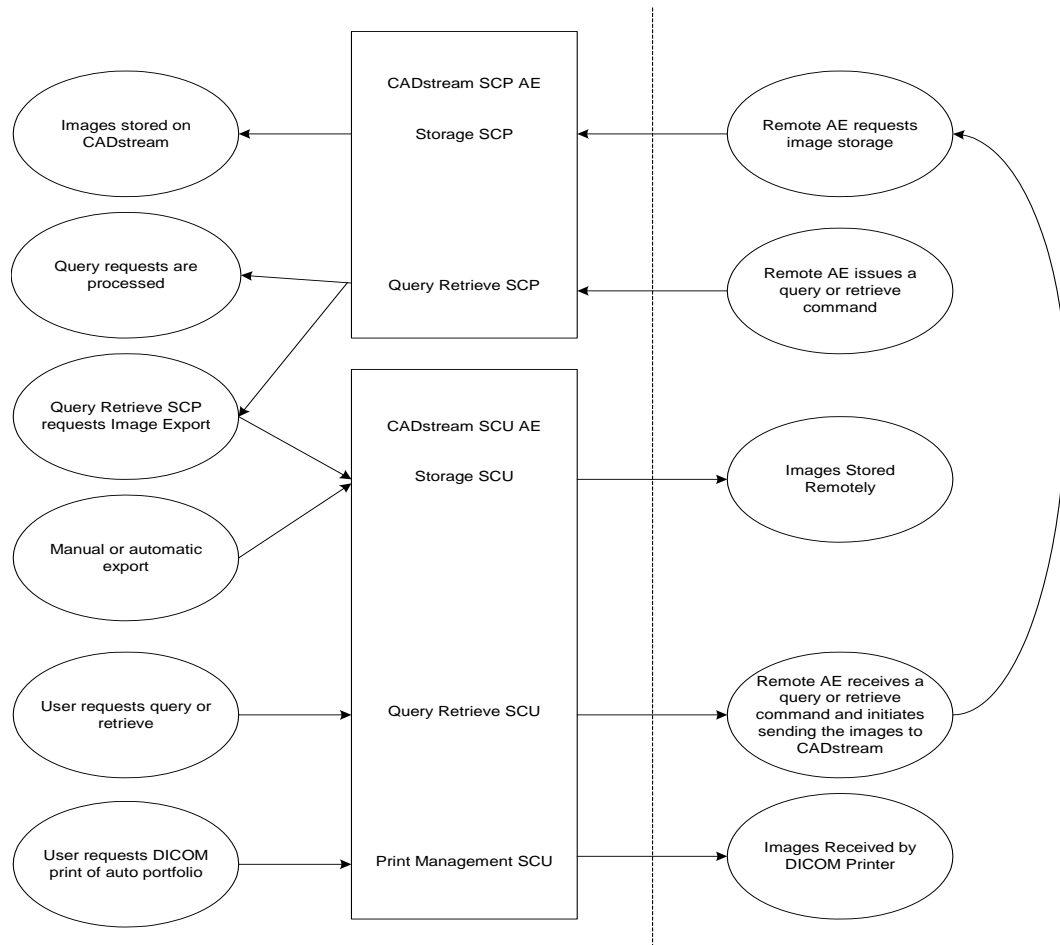 CADstream SCP AE
Images stored on
CADstream
Storage SCP
Remote AE requests
image storage
Query requests are
processed
Query Retrieve SCP
Remote AE issues a
query or retrieve
command
Query Retrieve SCP
requests Image Export
CADstream SCU AE
Storage SCU
Images Stored
Remotely
Manual or automatic
export
User requests query or
retrieve
Query Retrieve SCU
Remote AE receives a
query or retrieve
command and initiates
sending the images to
CADstream
User requests DICOM
print of auto portfolio
Print Management SCU
Images Received by
DICOM Printer